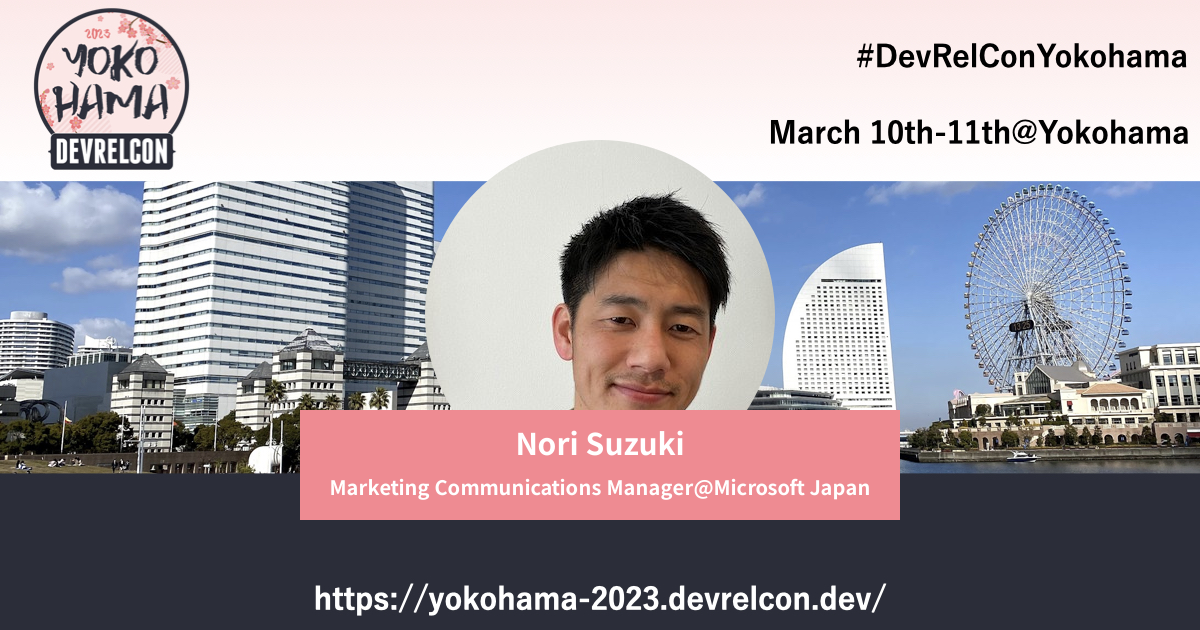 2023
YOKO
HAMA
DEVRELCON
#DevRelConYokohama
March 10th-11th@Yokohama
Nori Suzuki
Marketing Communications Manager@Microsoft Japan
https://yokohama-2023.devrelcon.dev/